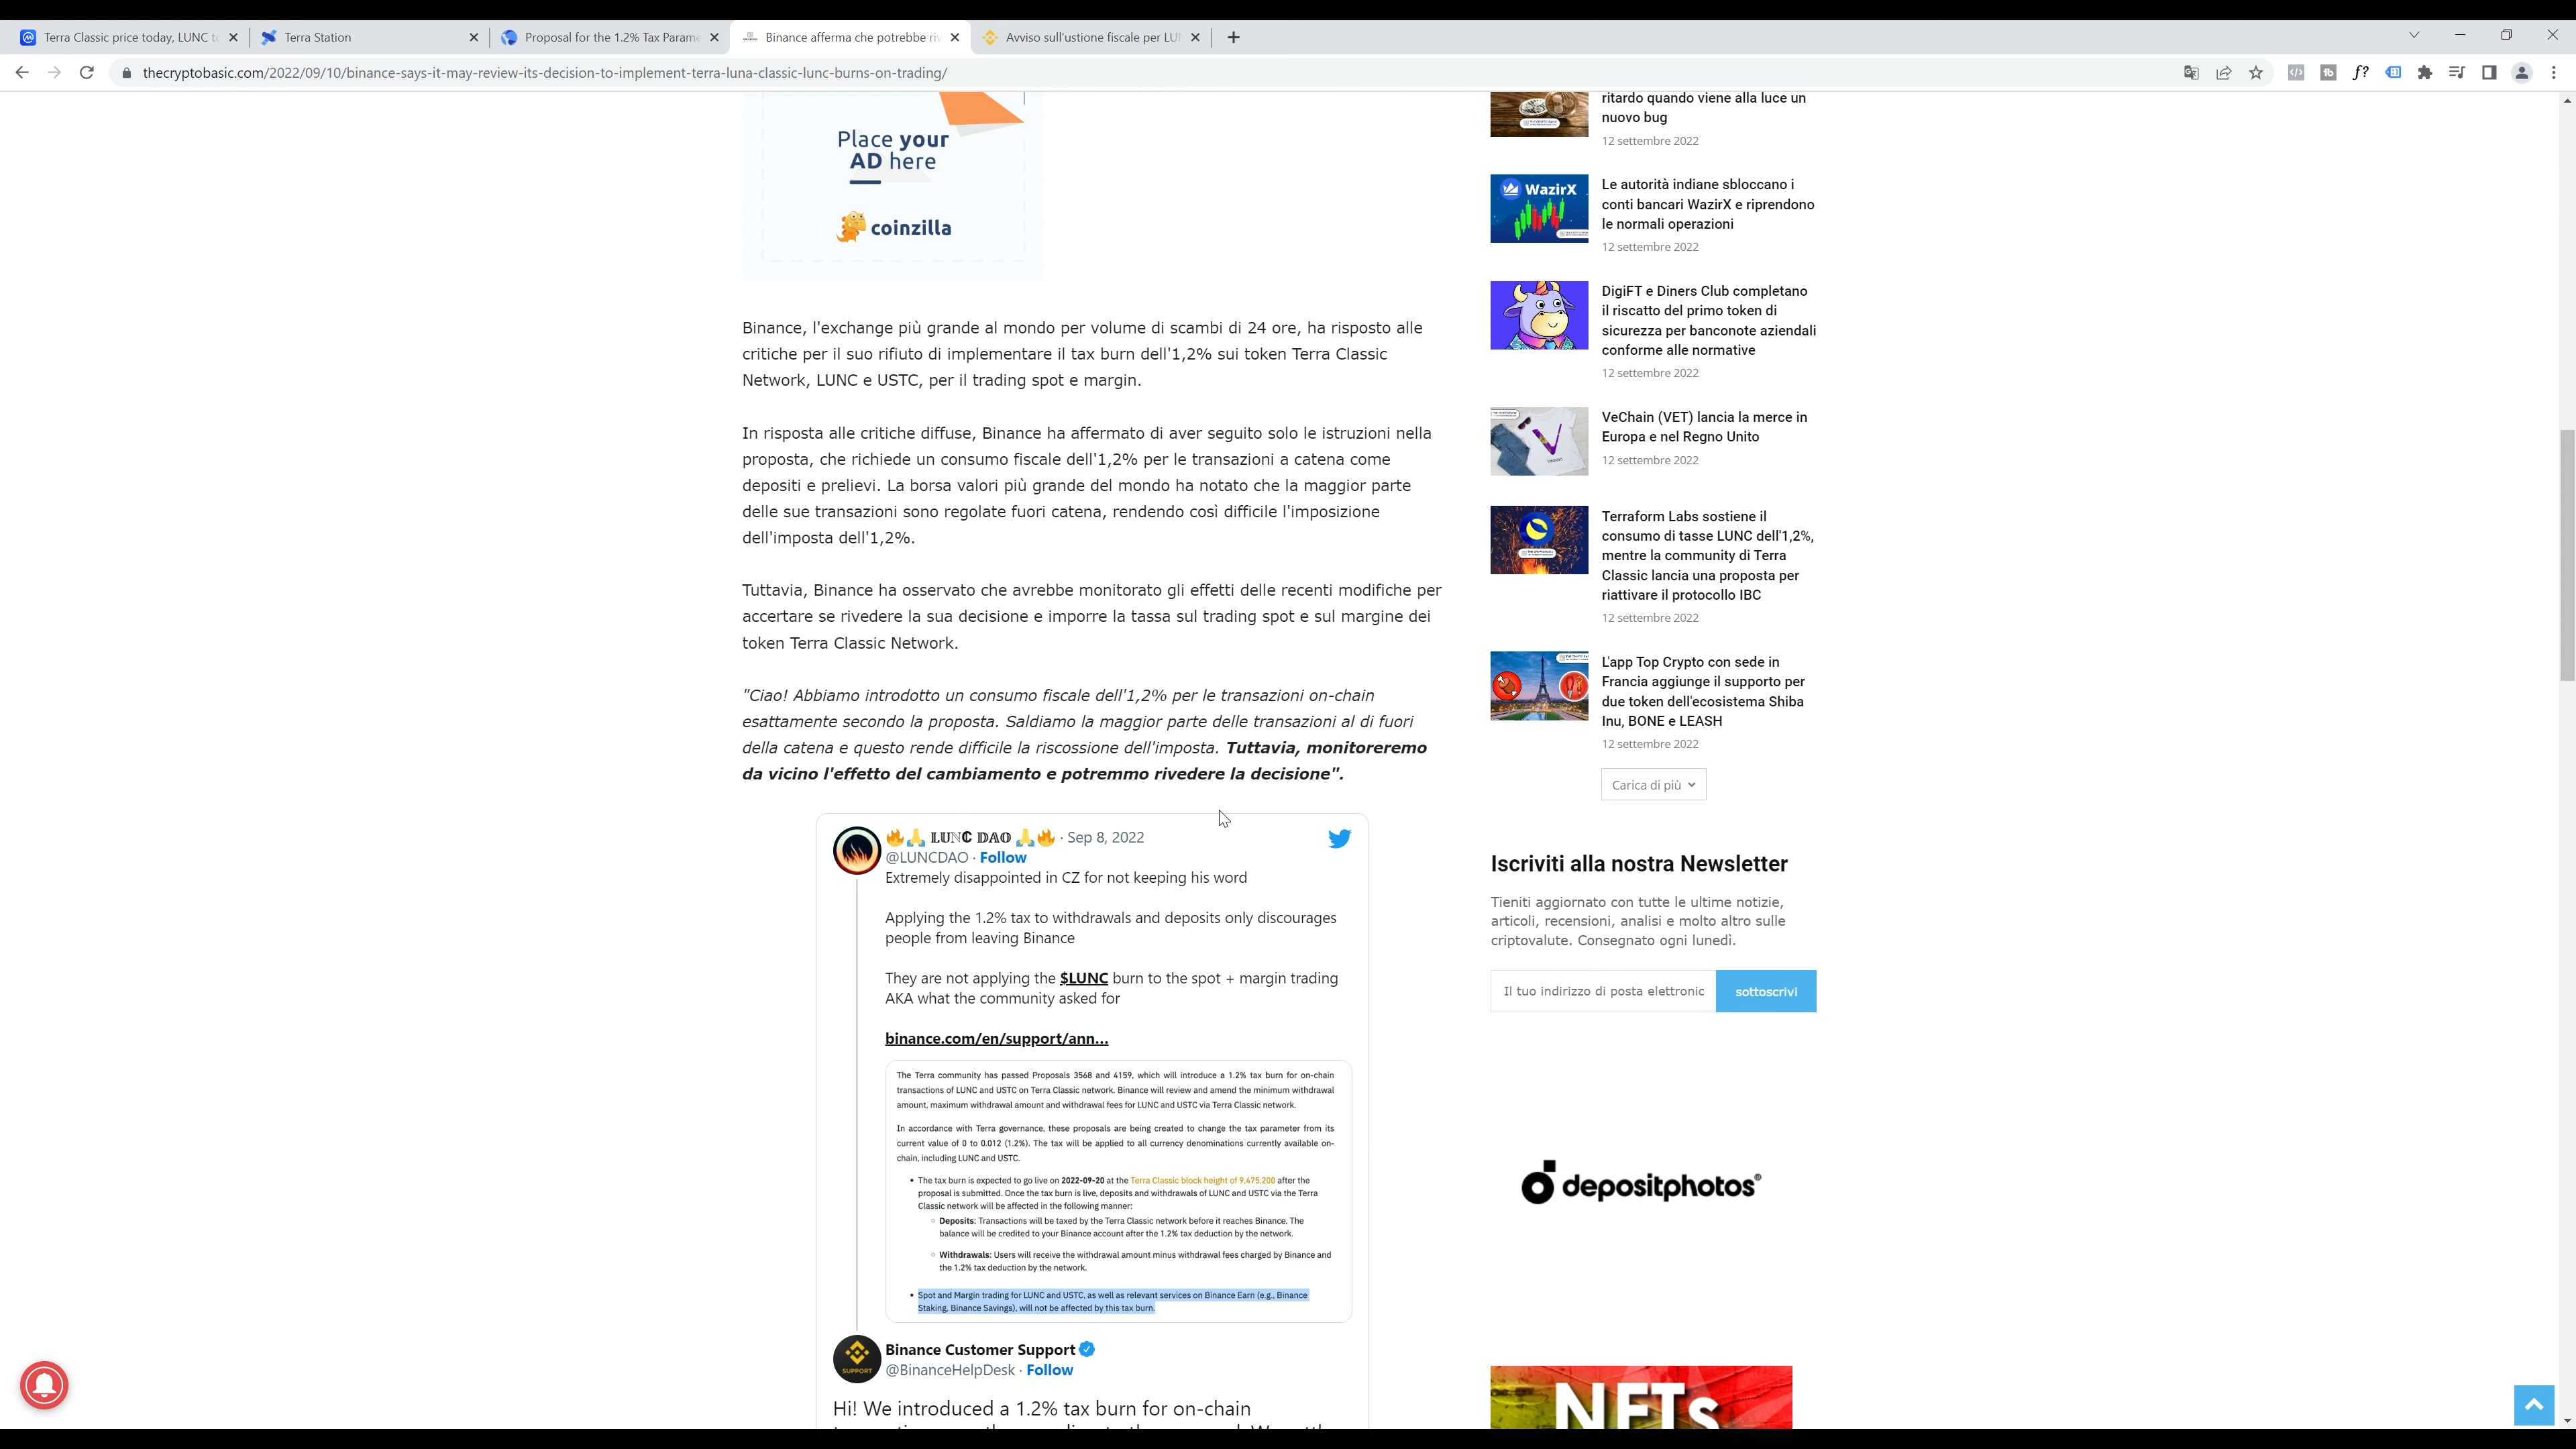 Terra Classic price today, LUNC to
Terra Station
Proposal for the 1.2% Tax Parame
Binance afferma che potrebbe riv
Avviso sull'ustione fiscale per LUN
thecryptobasic.com/2022/09/10/binance-says-it-may-review-its-decision-to-implement-terra-luna-classic-lunc-burns-on-trading/
Place your
AD here
coinzilla
Binance, l'exchange più grande al mondo per volume di scambi di 24 ore, ha risposto alle
critiche per il suo rifiuto di implementare il tax burn dell'1,2% sui token Terra Classic
Network, LUNC e USTC, per il trading spot e margin.
In risposta alle critiche diffuse, Binance ha affermato di aver seguito solo le istruzioni nella
proposta, che richiede un consumo fiscale dell'1,2% per le transazioni a catena come
depositi e prelievi. La borsa valori più grande del mondo ha notato che la maggior parte
delle sue transazioni sono regolate fuori catena, rendendo così difficile l'imposizione
dell'imposta dell'1,2%.
Tuttavia, Binance ha osservato che avrebbe monitorato gli effetti delle recenti modifiche per
accertare se rivedere la sua decisione e imporre la tassa sul trading spot e sul margine dei
token Terra Classic Network.
"Ciao! Abbiamo introdotto un consumo fiscale dell'1,2% per le transazioni on-chain
esattamente secondo la proposta. Saldiamo la maggior parte delle transazioni al di fuori
della catena e questo rende difficile la riscossione dell'imposta. Tuttavia, monitoreremo
da vicino l'effetto del cambiamento e potremmo rivedere la decisione".
🔥🙏 LUNC DAO 🙏🔥 · Sep 8, 2022
@LUNCDAO · Follow
Extremely disappointed in CZ for not keeping his word
Applying the 1.2% tax to withdrawals and deposits only discourages
people from leaving Binance
They are not applying the $LUNC burn to the spot + margin trading
AKA what the community asked for
binance.com/en/support/ann...
The Terra community has passed Proposals 3568 and 4159, which will introduce a 1.2% tax burn for on-chain
transactions of LUNC and USTC on Terra Classic network. Binance will review and amend the minimum withdrawal
amount, maximum withdrawal amount and withdrawal fees for LUNC and USTC via Terra Classic network.
In accordance with Terra governance, these proposals are being created to change the tax parameter from its
current value of 0 to 0.012 (1.2%). The tax will be applied to all currency denominations currently available on-
chain, including LUNC and USTC.
• The tax burn is expected to go live on 2022-09-20 at the Terra Classic block height of 9,475,200 after the
proposal is submitted. Once the tax burn is live, deposits and withdrawals of LUNC and USTC via the Terra
Classic network will be affected in the following manner:
Deposits: Transactions will be taxed by the Terra Classic network before it reaches Binance. The
balance will be credited to your Binance account after the 1.2% tax deduction by the network.
Withdrawals: Users will receive the withdrawal amount minus withdrawal fees charged by Binance and
the 1.2% tax deduction by the network.
• Spot and Margin trading for LUNC and USTC, as well as relevant services on Binance Earn (e.g., Binance
Staking, Binance Savings), will not be affected by this tax burn.
SUPPORT
Binance Customer Support
@BinanceHelpDesk · Follow
Hi! We introduced a 1.2% tax burn for on-chain
ritardo quando viene alla luce un
nuovo bug
12 settembre 2022
WazirX
Le autorità indiane sbloccano i
conti bancari WazirX e riprendono
le normali operazioni
12 settembre 2022
DigiFT e Diners Club completano
il riscatto del primo token di
sicurezza per banconote aziendali
conforme alle normative
12 settembre 2022
VeChain (VET) lancia la merce in
Europa e nel Regno Unito
12 settembre 2022
Terraform Labs sostiene il
consumo di tasse LUNC dell'1,2%,
mentre la community di Terra
Classic lancia una proposta per
riattivare il protocollo IBC
12 settembre 2022
L'app Top Crypto con sede in
Francia aggiunge il supporto per
due token dell'ecosistema Shiba
Inu, BONE e LEASH
12 settembre 2022
Carica di più
Iscriviti alla nostra Newsletter
Tieniti aggiornato con tutte le ultime notizie,
articoli, recensioni, analisi e molto altro sulle
criptovalute. Consegnato ogni lunedì.
Il tuo indirizzo di posta elettronic
sottoscrivi
depositphotos®
NFTs